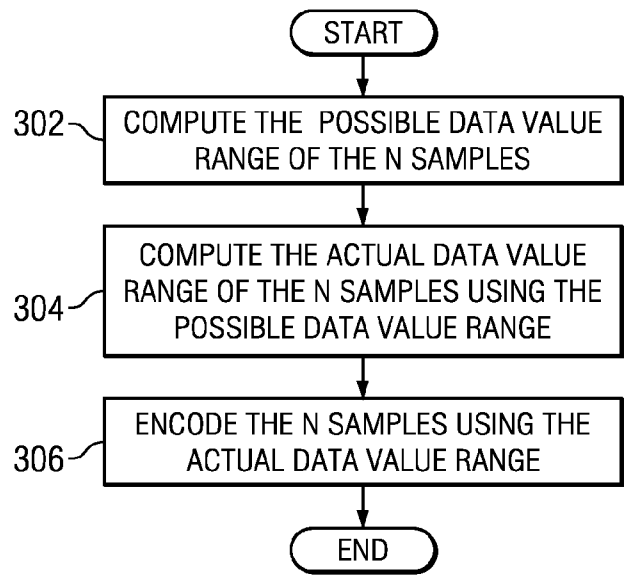 START
302
COMPUTE THE POSSIBLE DATA VALUE
RANGE OF THE N SAMPLES
304
COMPUTE THE ACTUAL DATA VALUE
RANGE OF THE N SAMPLES USING THE
POSSIBLE DATA VALUE RANGE
306
ENCODE THE N SAMPLES USING THE
ACTUAL DATA VALUE RANGE
END